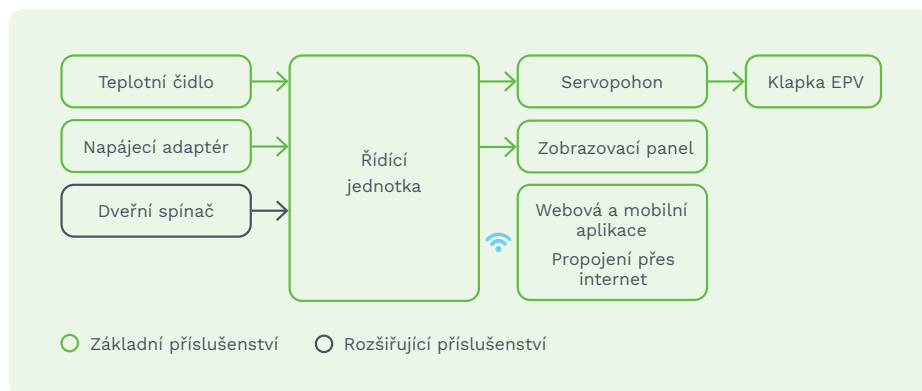 Teplotní čidlo
Napájecí adaptér
Dveřní spínač
Řídící
jednotka
Servopohon
Klapka EPV
Zobrazovací panel
Webová a mobilní
aplikace
Propojení přes
internet
Základní příslušenství
Rozšiřující příslušenství